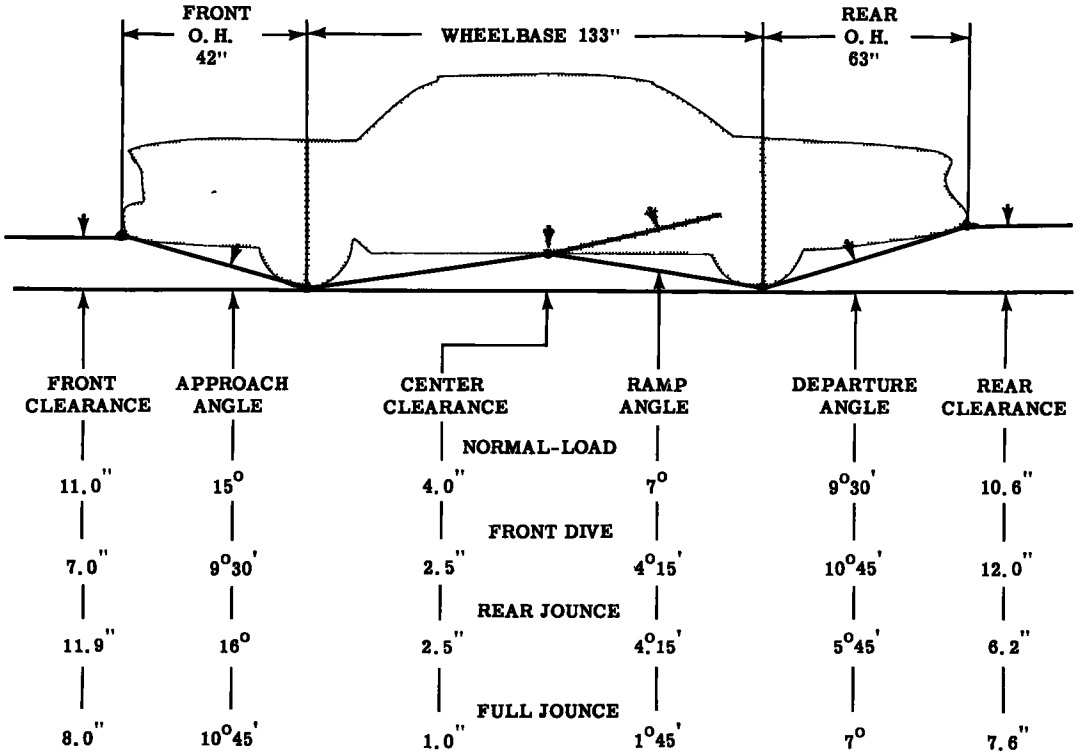 FRONT
O. H.
42"
WHEELBASE 133"
REAR
O. H.
63"
FRONT
CLEARANCE
APPROACH
ANGLE
CENTER
CLEARANCE
RAMP
ANGLE
DEPARTURE
ANGLE
REAR
CLEARANCE
NORMAL-LOAD
11.0" 15° 4.0" 7° 9°30' 10.6"
FRONT DIVE
7.0" 9°30' 2.5" 4°15' 10°45' 12.0"
REAR JOUNCE
11.9" 16° 2.5" 4°15' 5°45' 6.2"
FULL JOUNCE
8.0" 10°45' 1.0" 1°45' 7° 7.6"